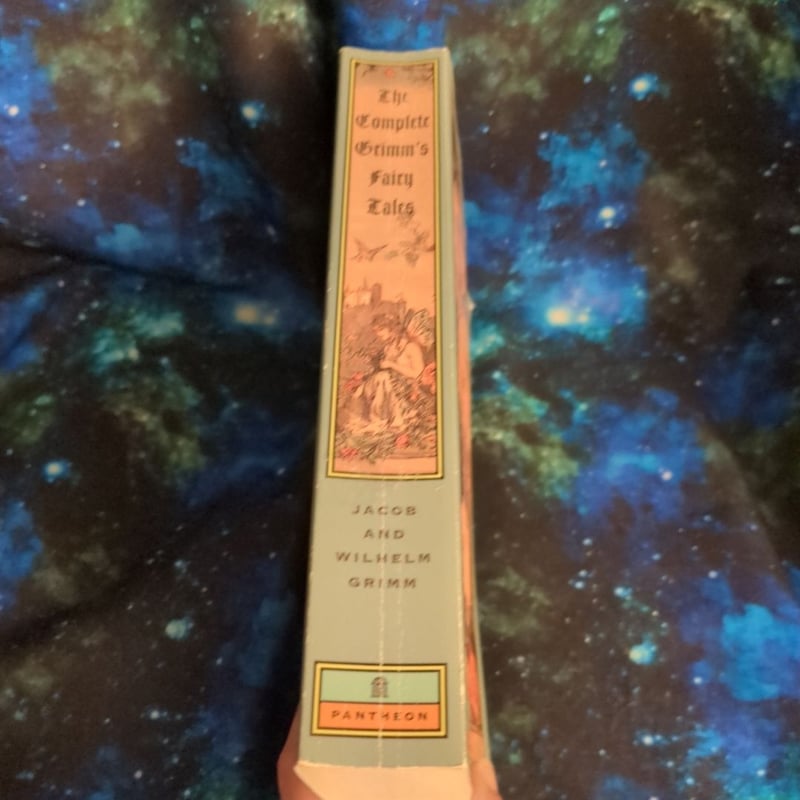 The
Complete
Grimm's
Fairy
Tales
JACOB
AND
WILHELM
GRIMM
PANTHEON